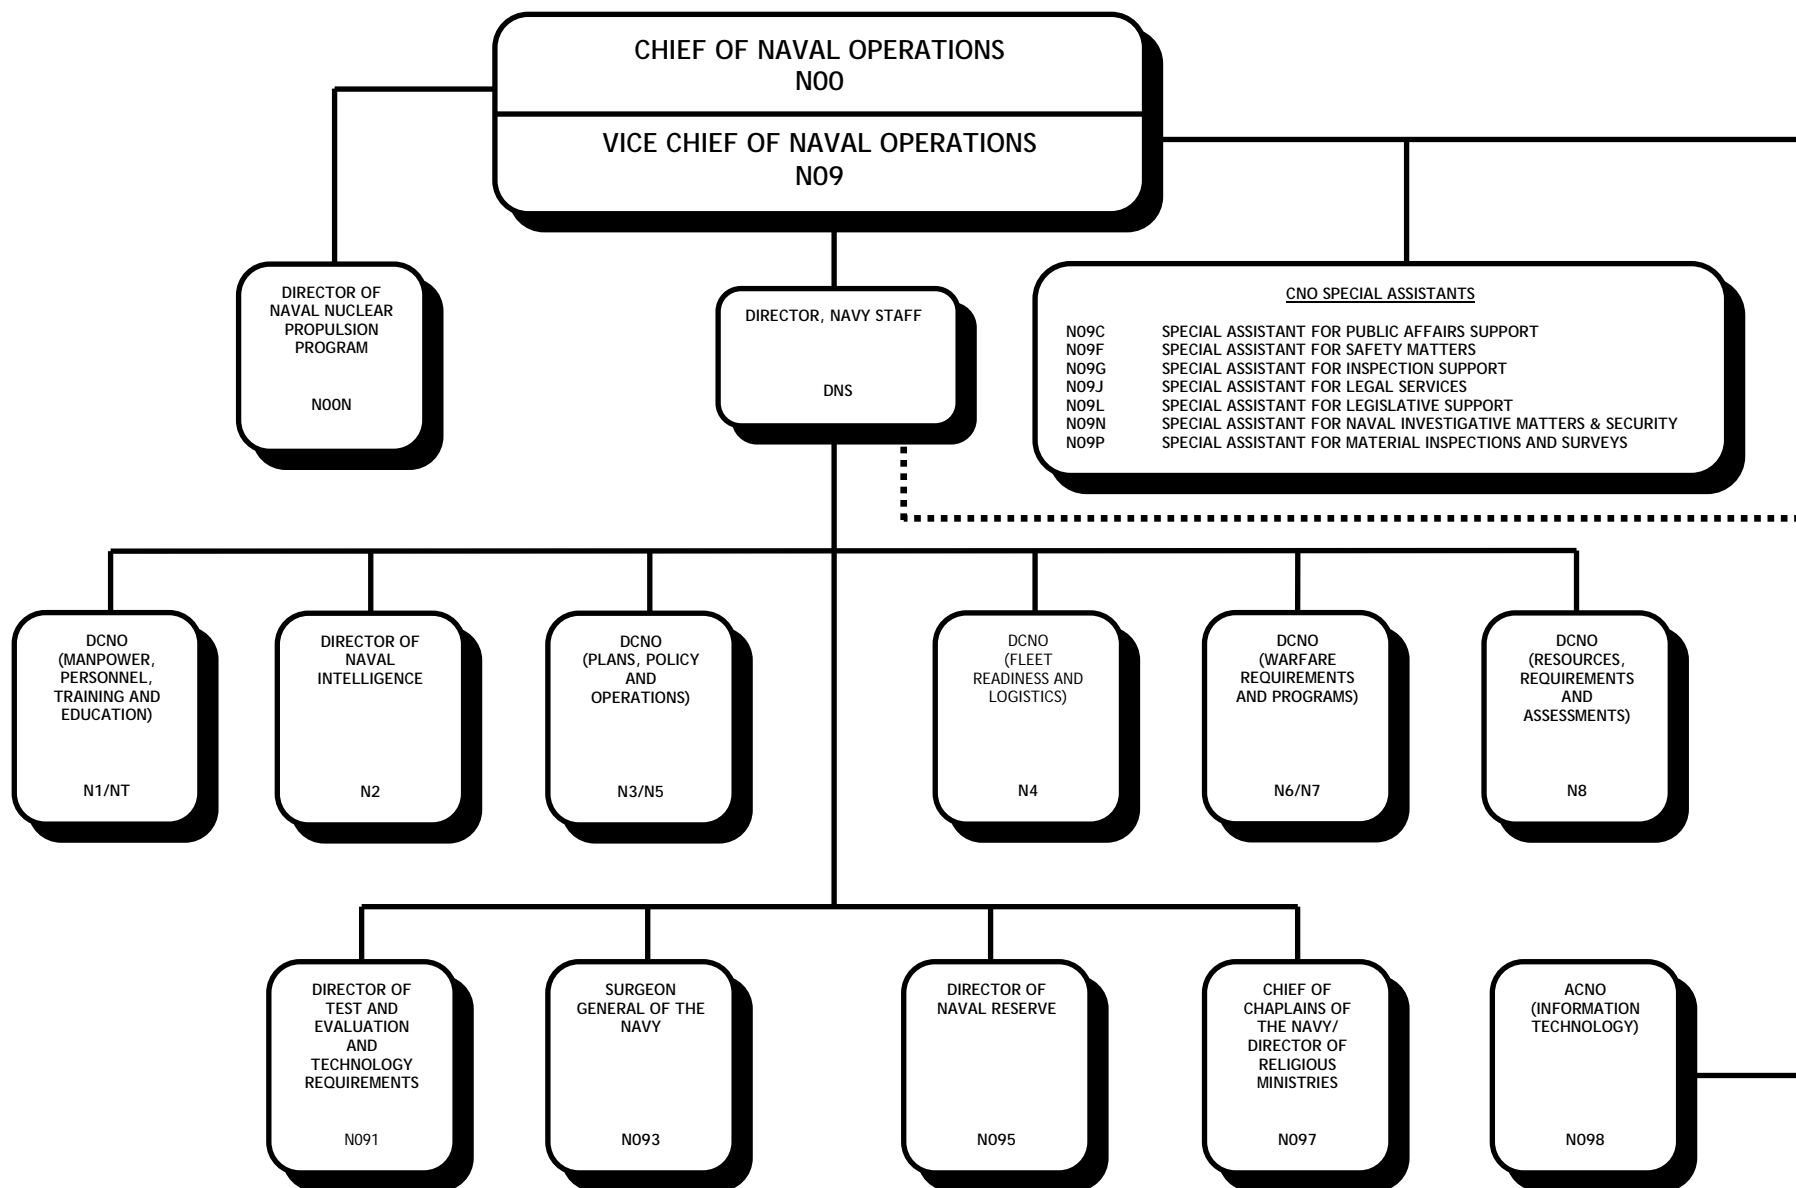 CHIEF OF NAVAL OPERATIONS
N00
VICE CHIEF OF NAVAL OPERATIONS
N09
DIRECTOR OF
NAVAL NUCLEAR
PROPULSION
PROGRAM
N00N
DIRECTOR, NAVY STAFF
DNS
CNO SPECIAL ASSISTANTS
N09C SPECIAL ASSISTANT FOR PUBLIC AFFAIRS SUPPORT
N09F SPECIAL ASSISTANT FOR SAFETY MATTERS
N09G SPECIAL ASSISTANT FOR INSPECTION SUPPORT
N09J SPECIAL ASSISTANT FOR LEGAL SERVICES
N09L SPECIAL ASSISTANT FOR LEGISLATIVE SUPPORT
N09N SPECIAL ASSISTANT FOR NAVAL INVESTIGATIVE MATTERS & SECURITY
N09P SPECIAL ASSISTANT FOR MATERIAL INSPECTIONS AND SURVEYS
DCNO
(MANPOWER,
PERSONNEL,
TRAINING AND
EDUCATION)
N1/NT
DIRECTOR OF
NAVAL
INTELLIGENCE
N2
DCNO
(PLANS, POLICY
AND
OPERATIONS)
N3/N5
DCNO
(FLEET
READINESS AND
LOGISTICS)
N4
DCNO
(WARFARE
REQUIREMENTS
AND PROGRAMS)
N6/N7
DCNO
(RESOURCES,
REQUIREMENTS
AND
ASSESSMENTS)
N8
DIRECTOR OF
TEST AND
EVALUATION
AND
TECHNOLOGY
REQUIREMENTS
N091
SURGEON
GENERAL OF THE
NAVY
N093
DIRECTOR OF
NAVAL RESERVE
N095
CHIEF OF
CHAPLAINS OF
THE NAVY/
DIRECTOR OF
RELIGIOUS
MINISTRIES
N097
ACNO
(INFORMATION
TECHNOLOGY)
N098